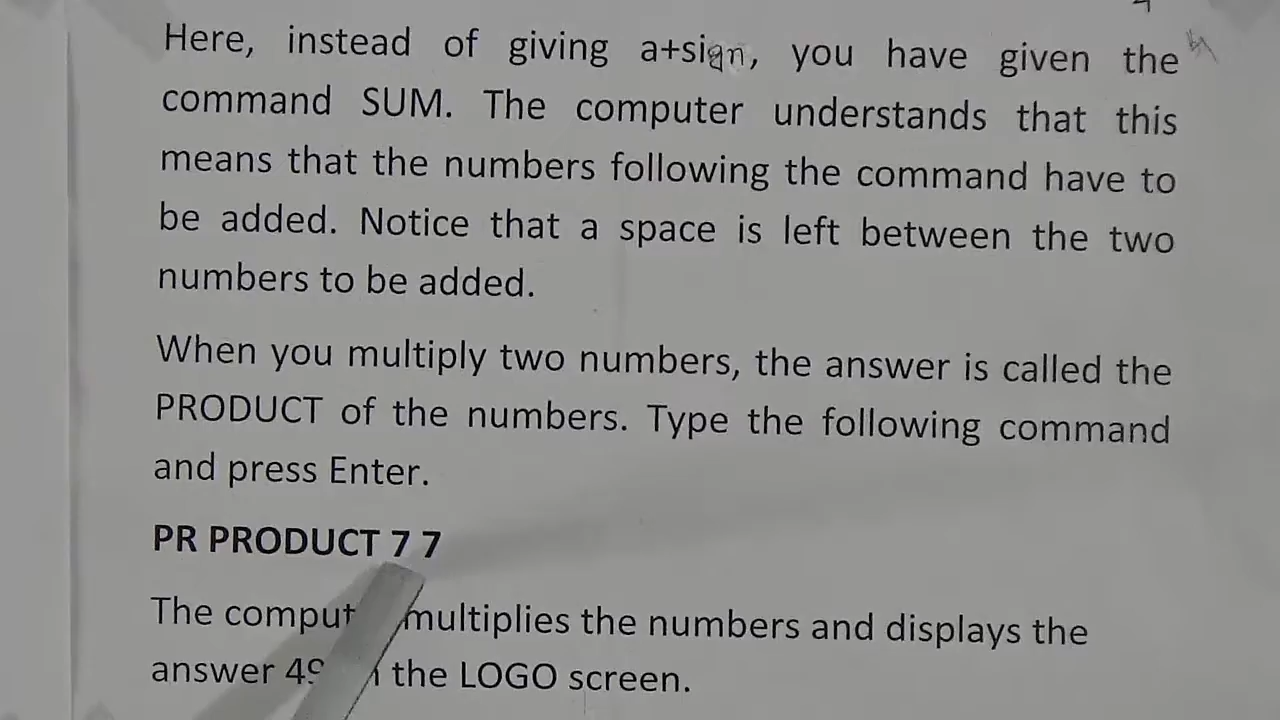 Here, instead of giving a+sign, you have given the
command SUM. The computer understands that this
means that the numbers following the command have to
be added. Notice that a space is left between the two
numbers to be added.
When you multiply two numbers, the answer is called the
PRODUCT of the numbers. Type the following command
and press Enter.
PR PRODUCT 7 7
The comput multiplies the numbers and displays the
answer 49 the LOGO screen.